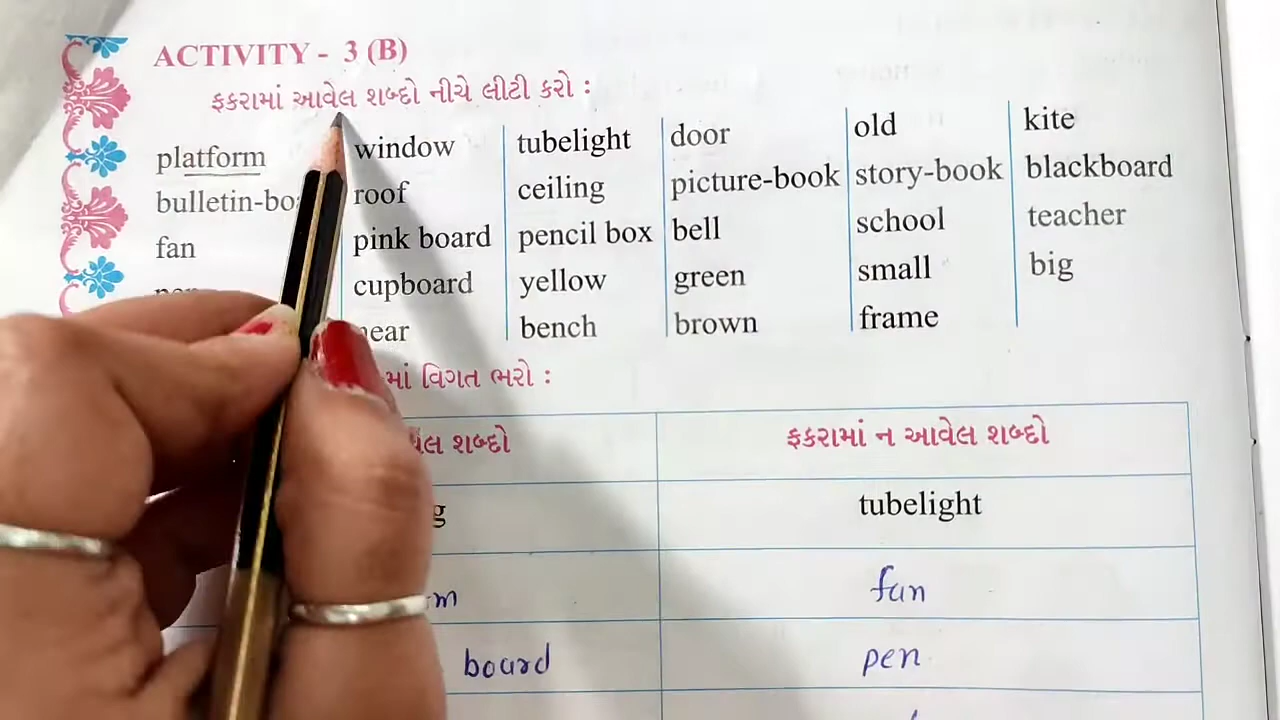 ACTIVITY - 3 (B)
ફકરામાં આવેલ શબ્દો નીચે લીટી કરો :
platform window tubelight door old kite
roof ceiling picture-book story-book blackboard
fan pink board pencil box bell school teacher
cupboard yellow green small big
bench brown frame
વિગત ભરો :
શબ્દો ફકરામાં ન આવેલ શબ્દો
tubelight
fan
board pen